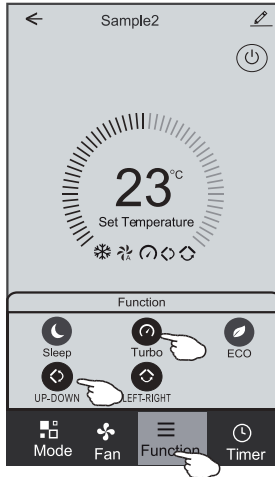 Sample2
23°C
Set Temperature
A
Function
Sleep Turbo ECO
UP-DOWN LEFT-RIGHT
Mode Fan Function Timer